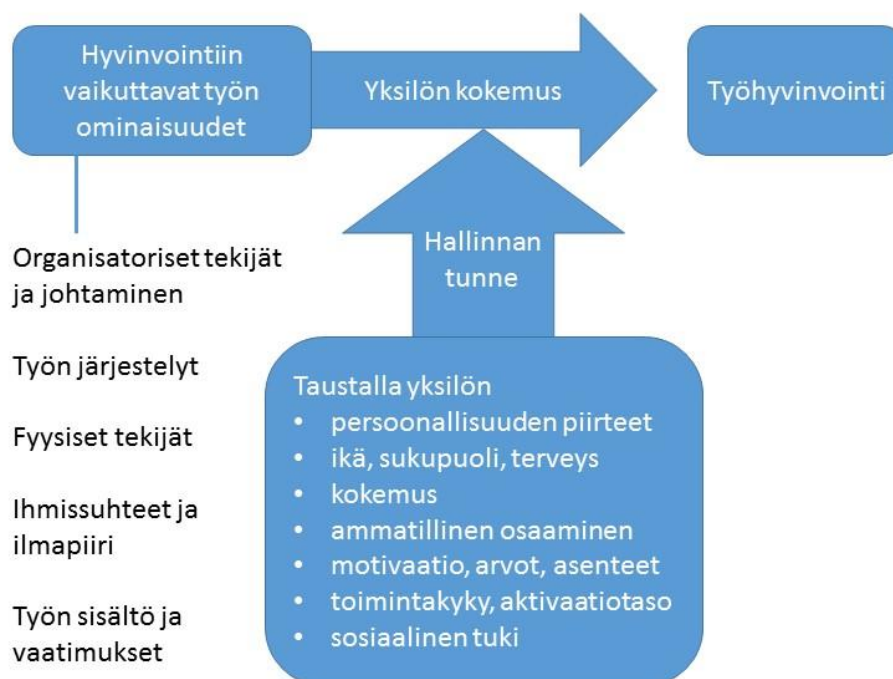 Hyvinvointiin
vaikuttavat työn
ominaisuudet
Yksilön kokemus
Työhyvinvointi
Hallinnan
tunne
Organisatoriset tekijät
ja johtaminen
Työn järjestelyt
Fyysiset tekijät
Ihmissuhteet ja
ilmapiiri
Työn sisältö ja
vaatimukset
Taustalla yksilön
• persoonallisuuden piirteet
• ikä, sukupuoli, terveys
• kokemus
• ammatillinen osaaminen
• motivaatio, arvot, asenteet
• toimintakyky, aktivaatiotaso
• sosiaalinen tuki